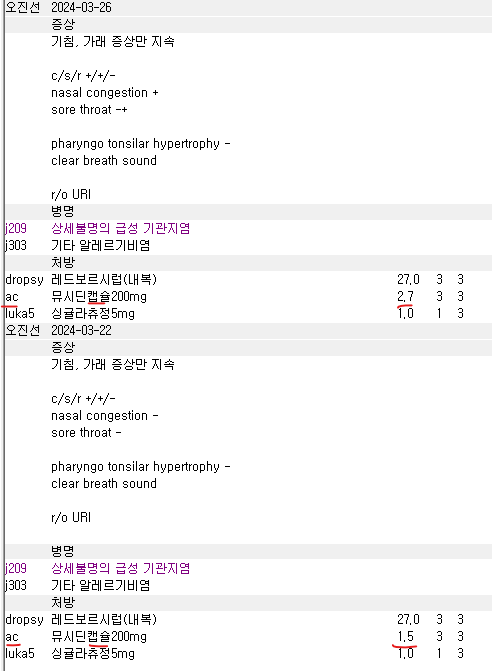 오진선 2024-03-26
증상
기침, 가래 증상만 지속
c/s/r +/+/-
nasal congestion +
sore throat -+
pharyngo tonsilar hypertrophy -
clear breath sound
r/o URI
병명
j209 상세불명의 급성 기관지염
j303 기타 알레르기비염
처방
dropsy 레드보르시럽(내복) 27.0 3 3
ac 뮤시딘캡슐200mg 2.7 3 3
luka5 싱귤라츄정5mg 1.0 1 3
오진선 2024-03-22
증상
기침, 가래 증상만 지속
c/s/r +/+/-
nasal congestion -
sore throat -
pharyngo tonsilar hypertrophy -
clear breath sound
r/o URI
병명
j209 상세불명의 급성 기관지염
j303 기타 알레르기비염
처방
dropsy 레드보르시럽(내복) 27.0 3 3
ac 뮤시딘캡슐200mg 1.5 3 3
luka5 싱귤라츄정5mg 1.0 1 3